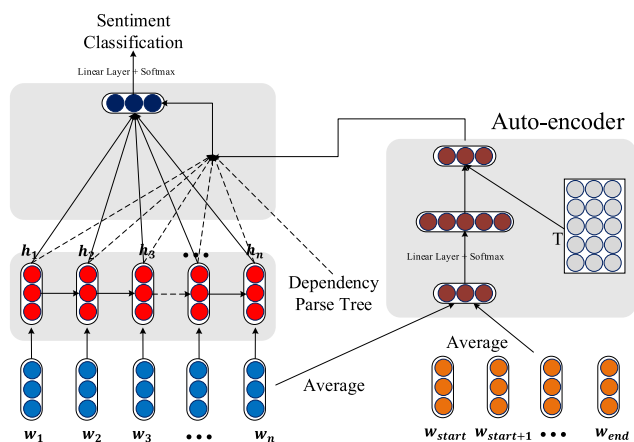 Sentiment
Classification
Linear Layer + Softmax
Auto-encoder
T
h1 h2 h3 ••• hn
Linear Layer + Softmax
Dependency
Parse Tree
Average
Average
w1 w2 w3 ••• wn
wstart wstart+1 ••• wend